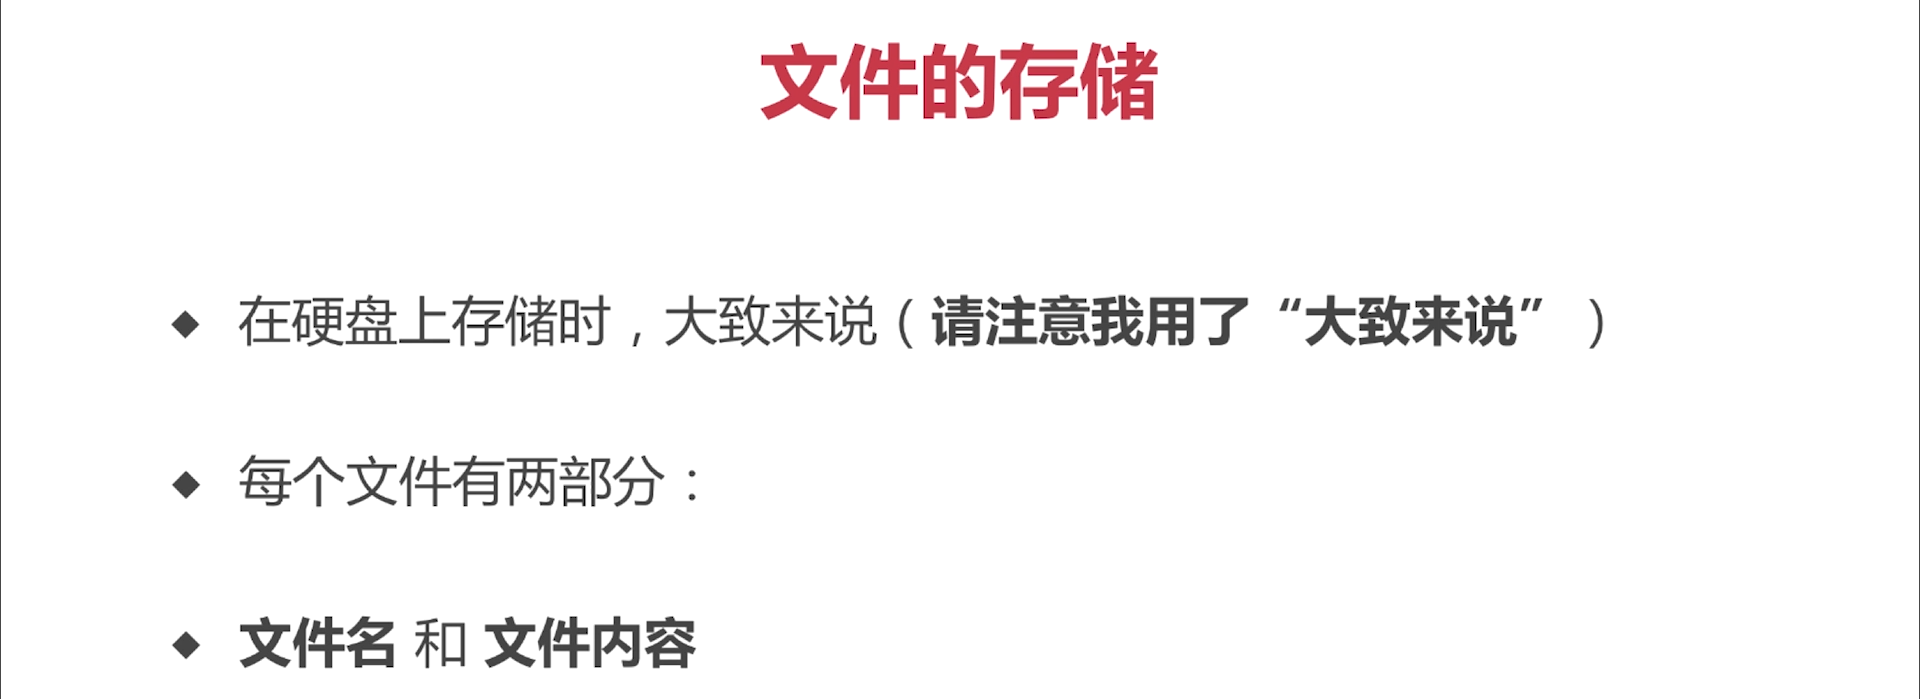 文件的存储
◆ 在硬盘上存储时，大致来说（请注意我用了“大致来说”）
◆ 每个文件有两部分：
◆ 文件名 和 文件内容